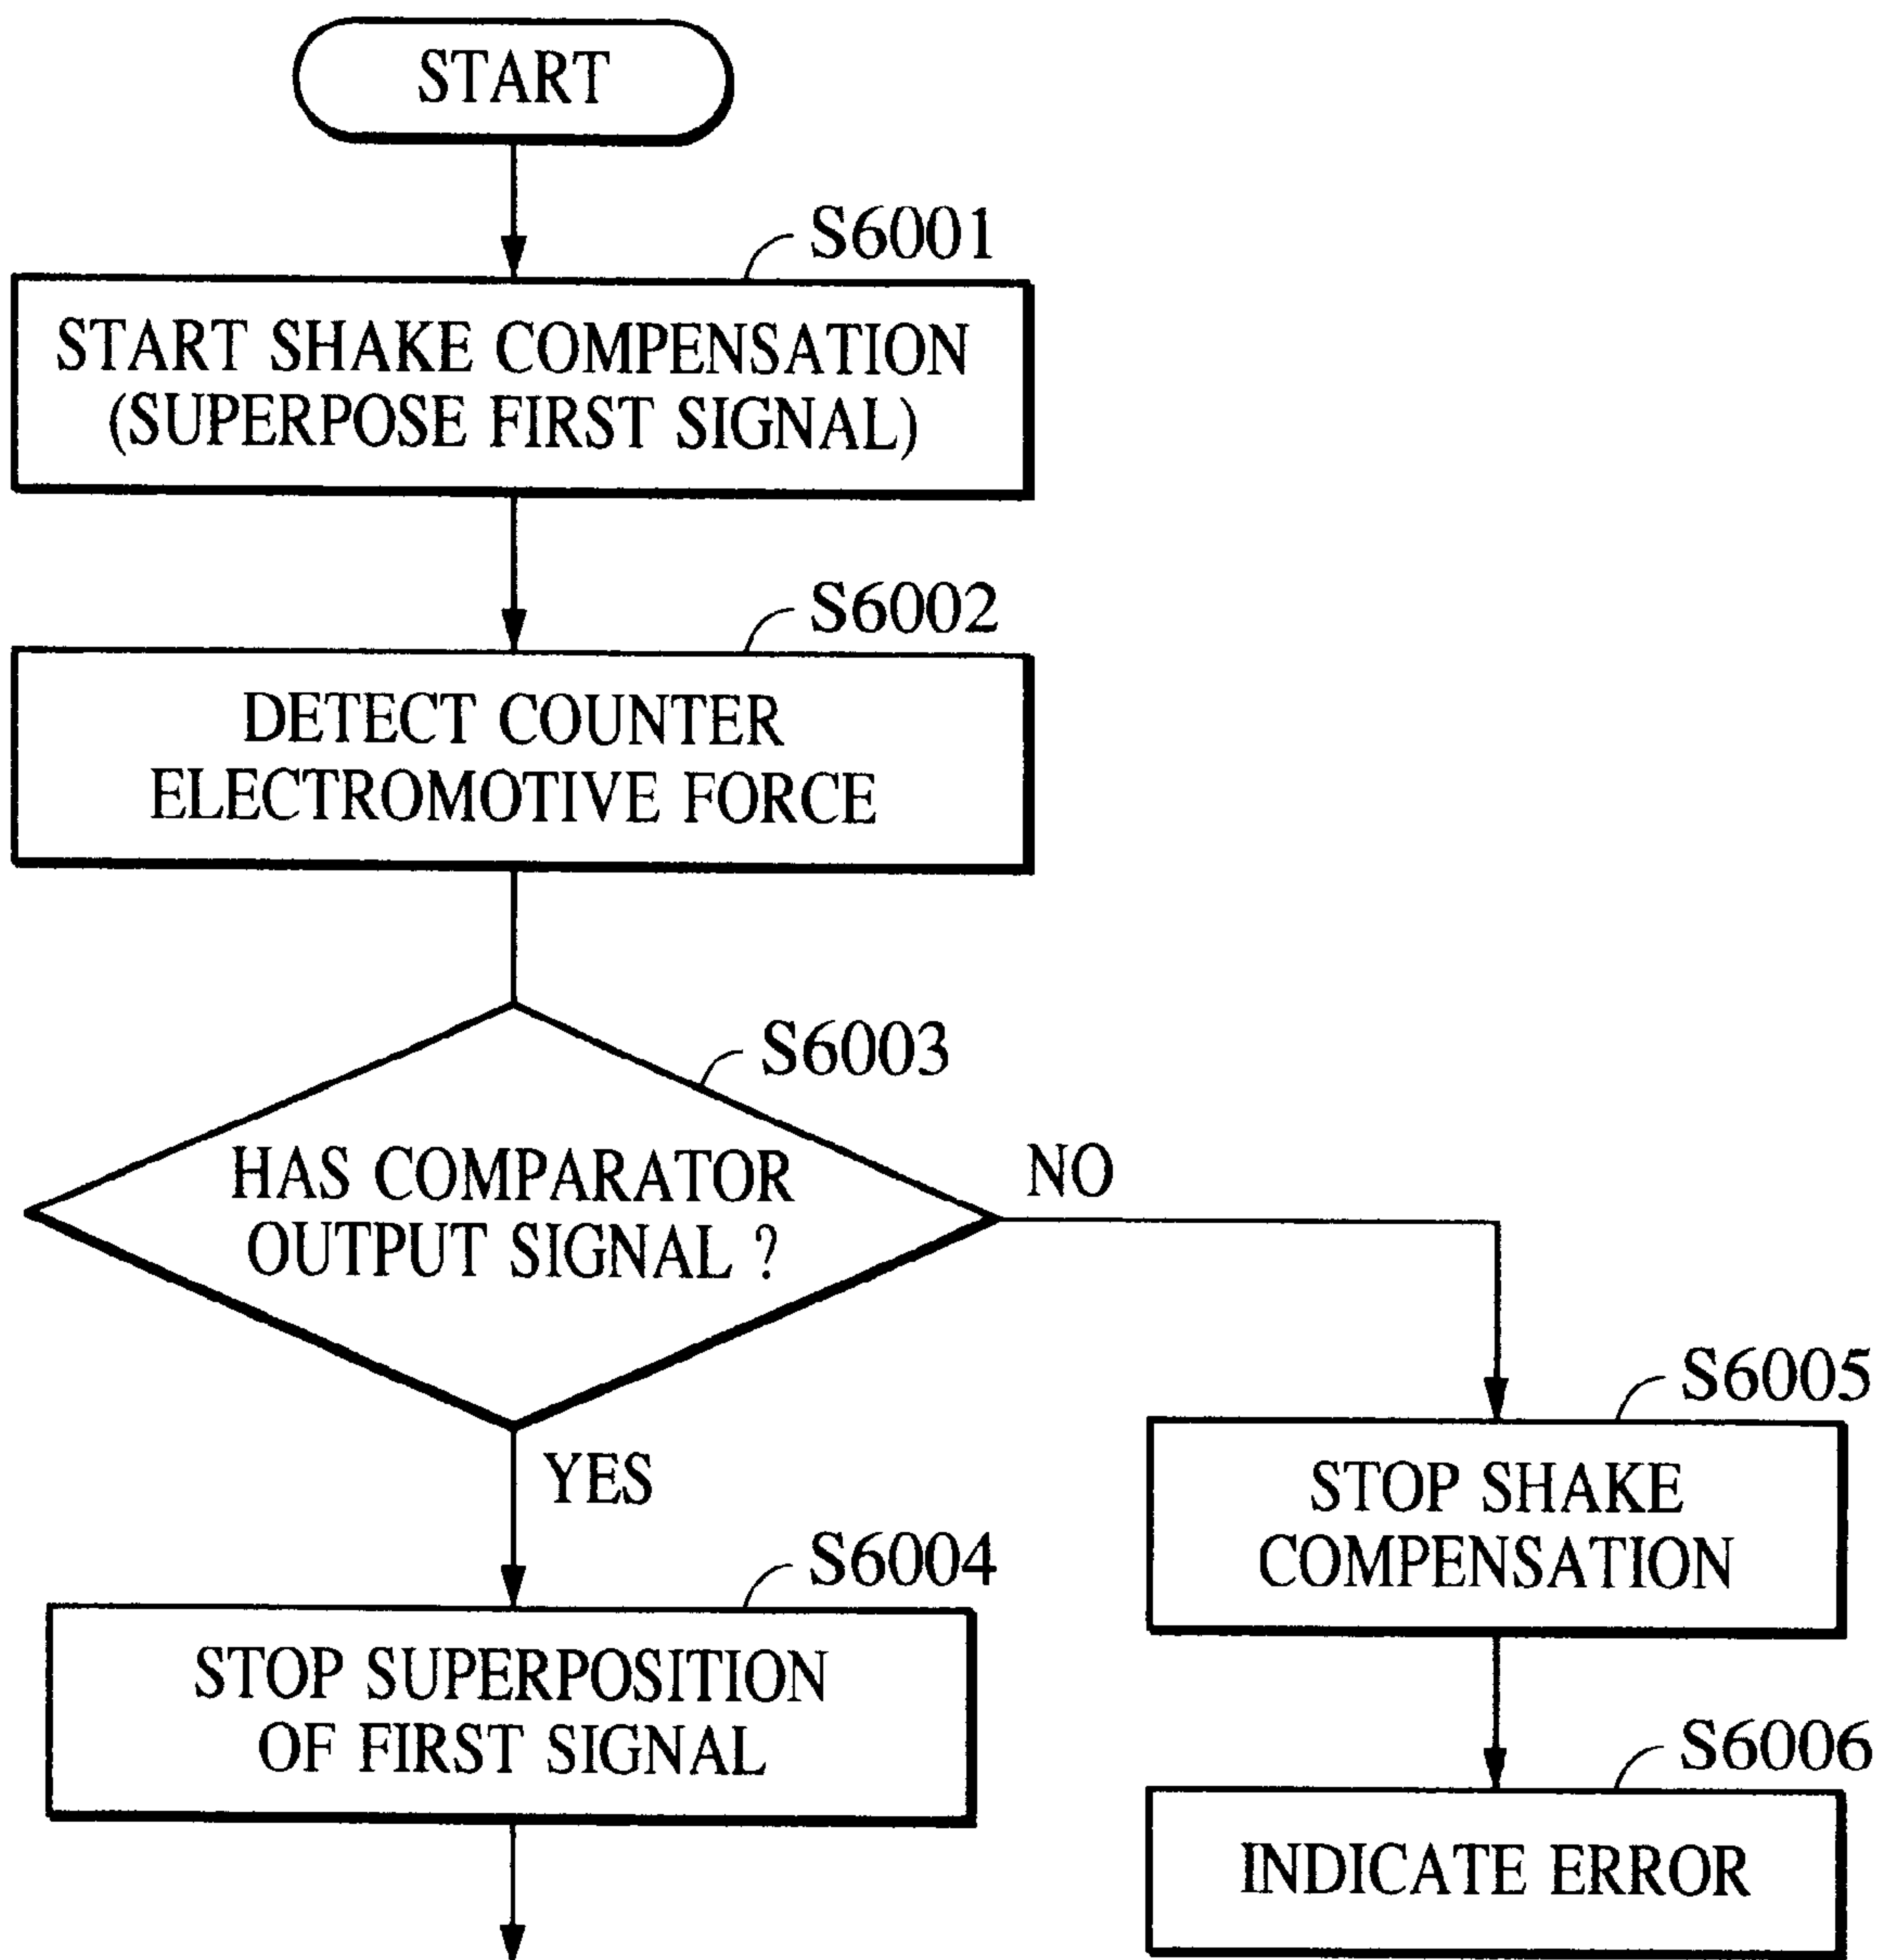 START
S6001
START SHAKE COMPENSATION
(SUPERPOSE FIRST SIGNAL)
S6002
DETECT COUNTER
ELECTROMOTIVE FORCE
S6003
HAS COMPARATOR
OUTPUT SIGNAL ?
NO
YES
S6004
STOP SUPERPOSITION
OF FIRST SIGNAL
S6005
STOP SHAKE
COMPENSATION
S6006
INDICATE ERROR